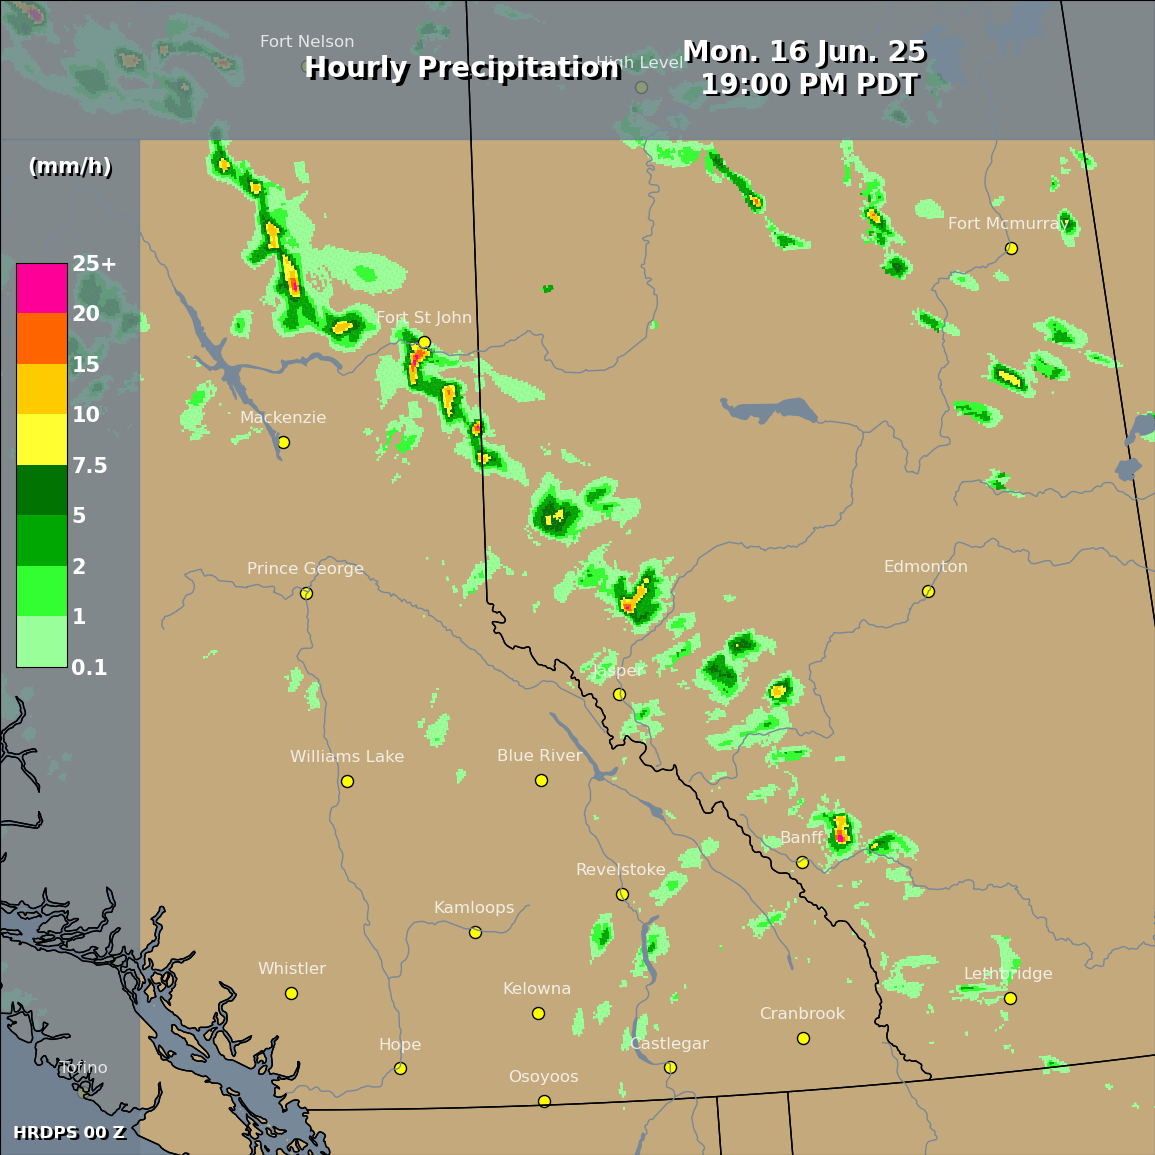 Fort Nelson
Hourly Precipitation
High Level
Mon. 16 Jun. 25
19:00 PM PDT
(mm/h)
25+
20
15
10
7.5
5
2
1
0.1
Fort Mcmurray
Fort St John
Mackenzie
Prince George
Edmonton
Jasper
Williams Lake
Blue River
Banff
Revelstoke
Kamloops
Whistler
Lethbridge
Kelowna
Cranbrook
Hope
Castlegar
Tofino
Osoyoos
HRDPS 00 Z